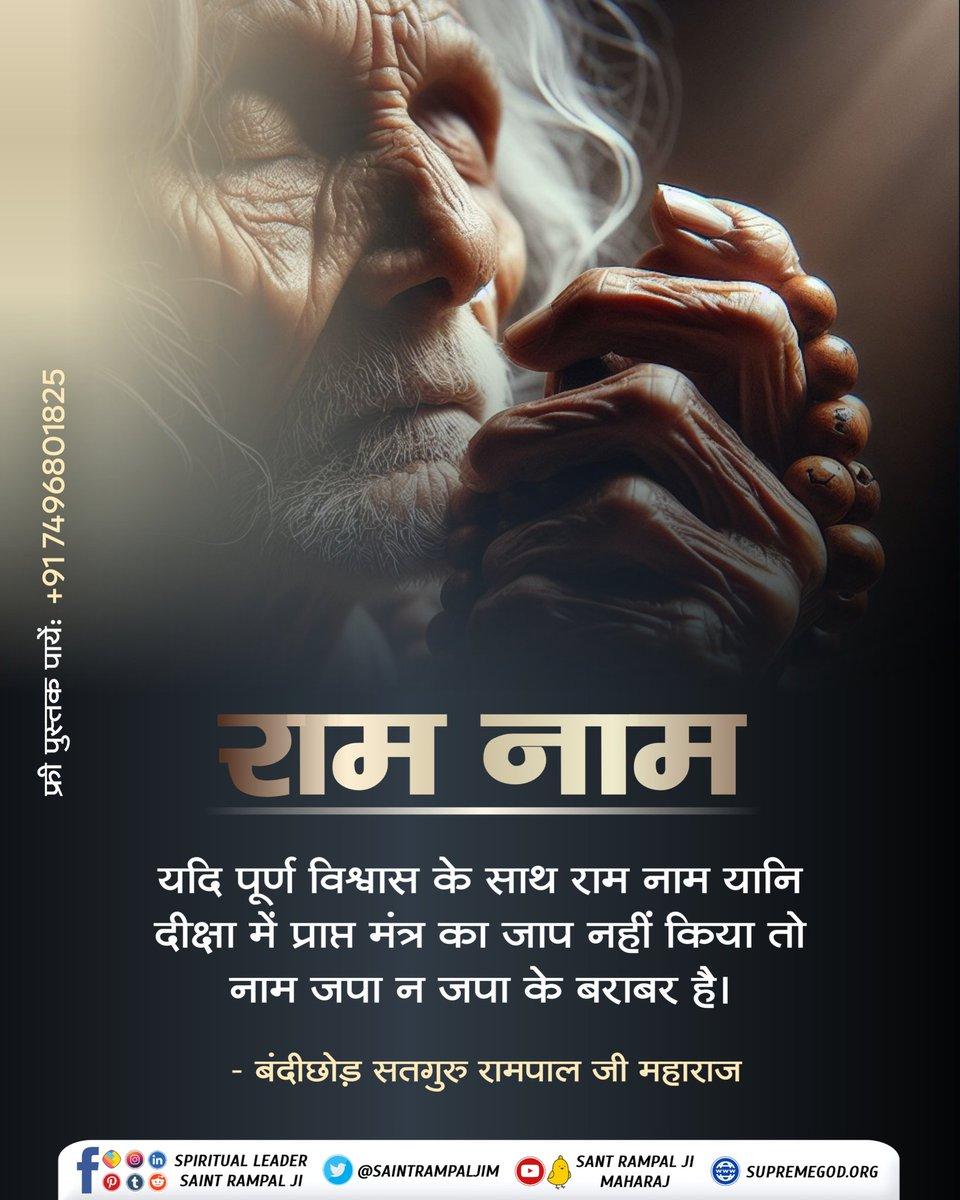 फ्री पुस्तक पायें: +91 7496801825
राम नाम
यदि पूर्ण विश्वास के साथ राम नाम यानि
दीक्षा में प्राप्त मंत्र का जाप नहीं किया तो
नाम जपा न जपा के बराबर है।
- बंदीछोड़ सतगुरु रामपाल जी महाराज
SPIRITUAL LEADER
SAINT RAMPAL JI
@SAINTRAMPALJIM
SANT RAMPAL JI
MAHARAJ
SUPREMEGOD.ORG